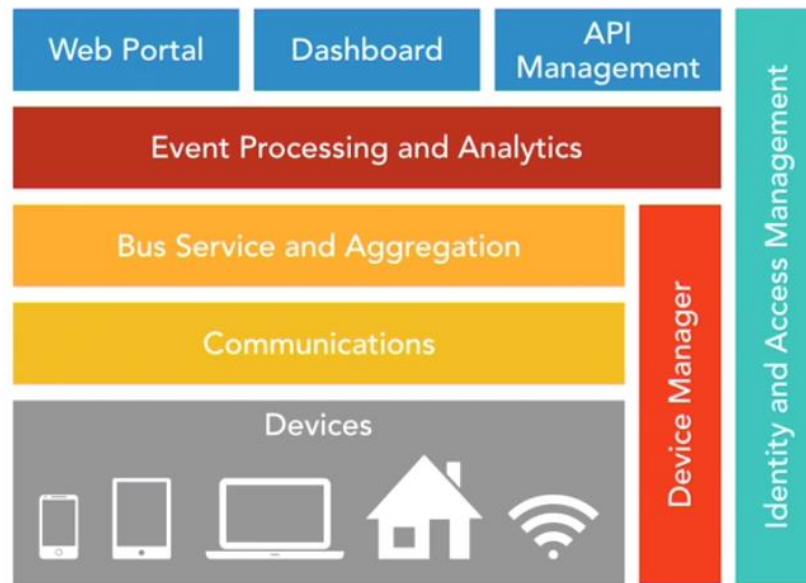 Web Portal
Dashboard
API
Management
Event Processing and Analytics
Bus Service and Aggregation
Communications
Devices
Device Manager
Identity and Access Management